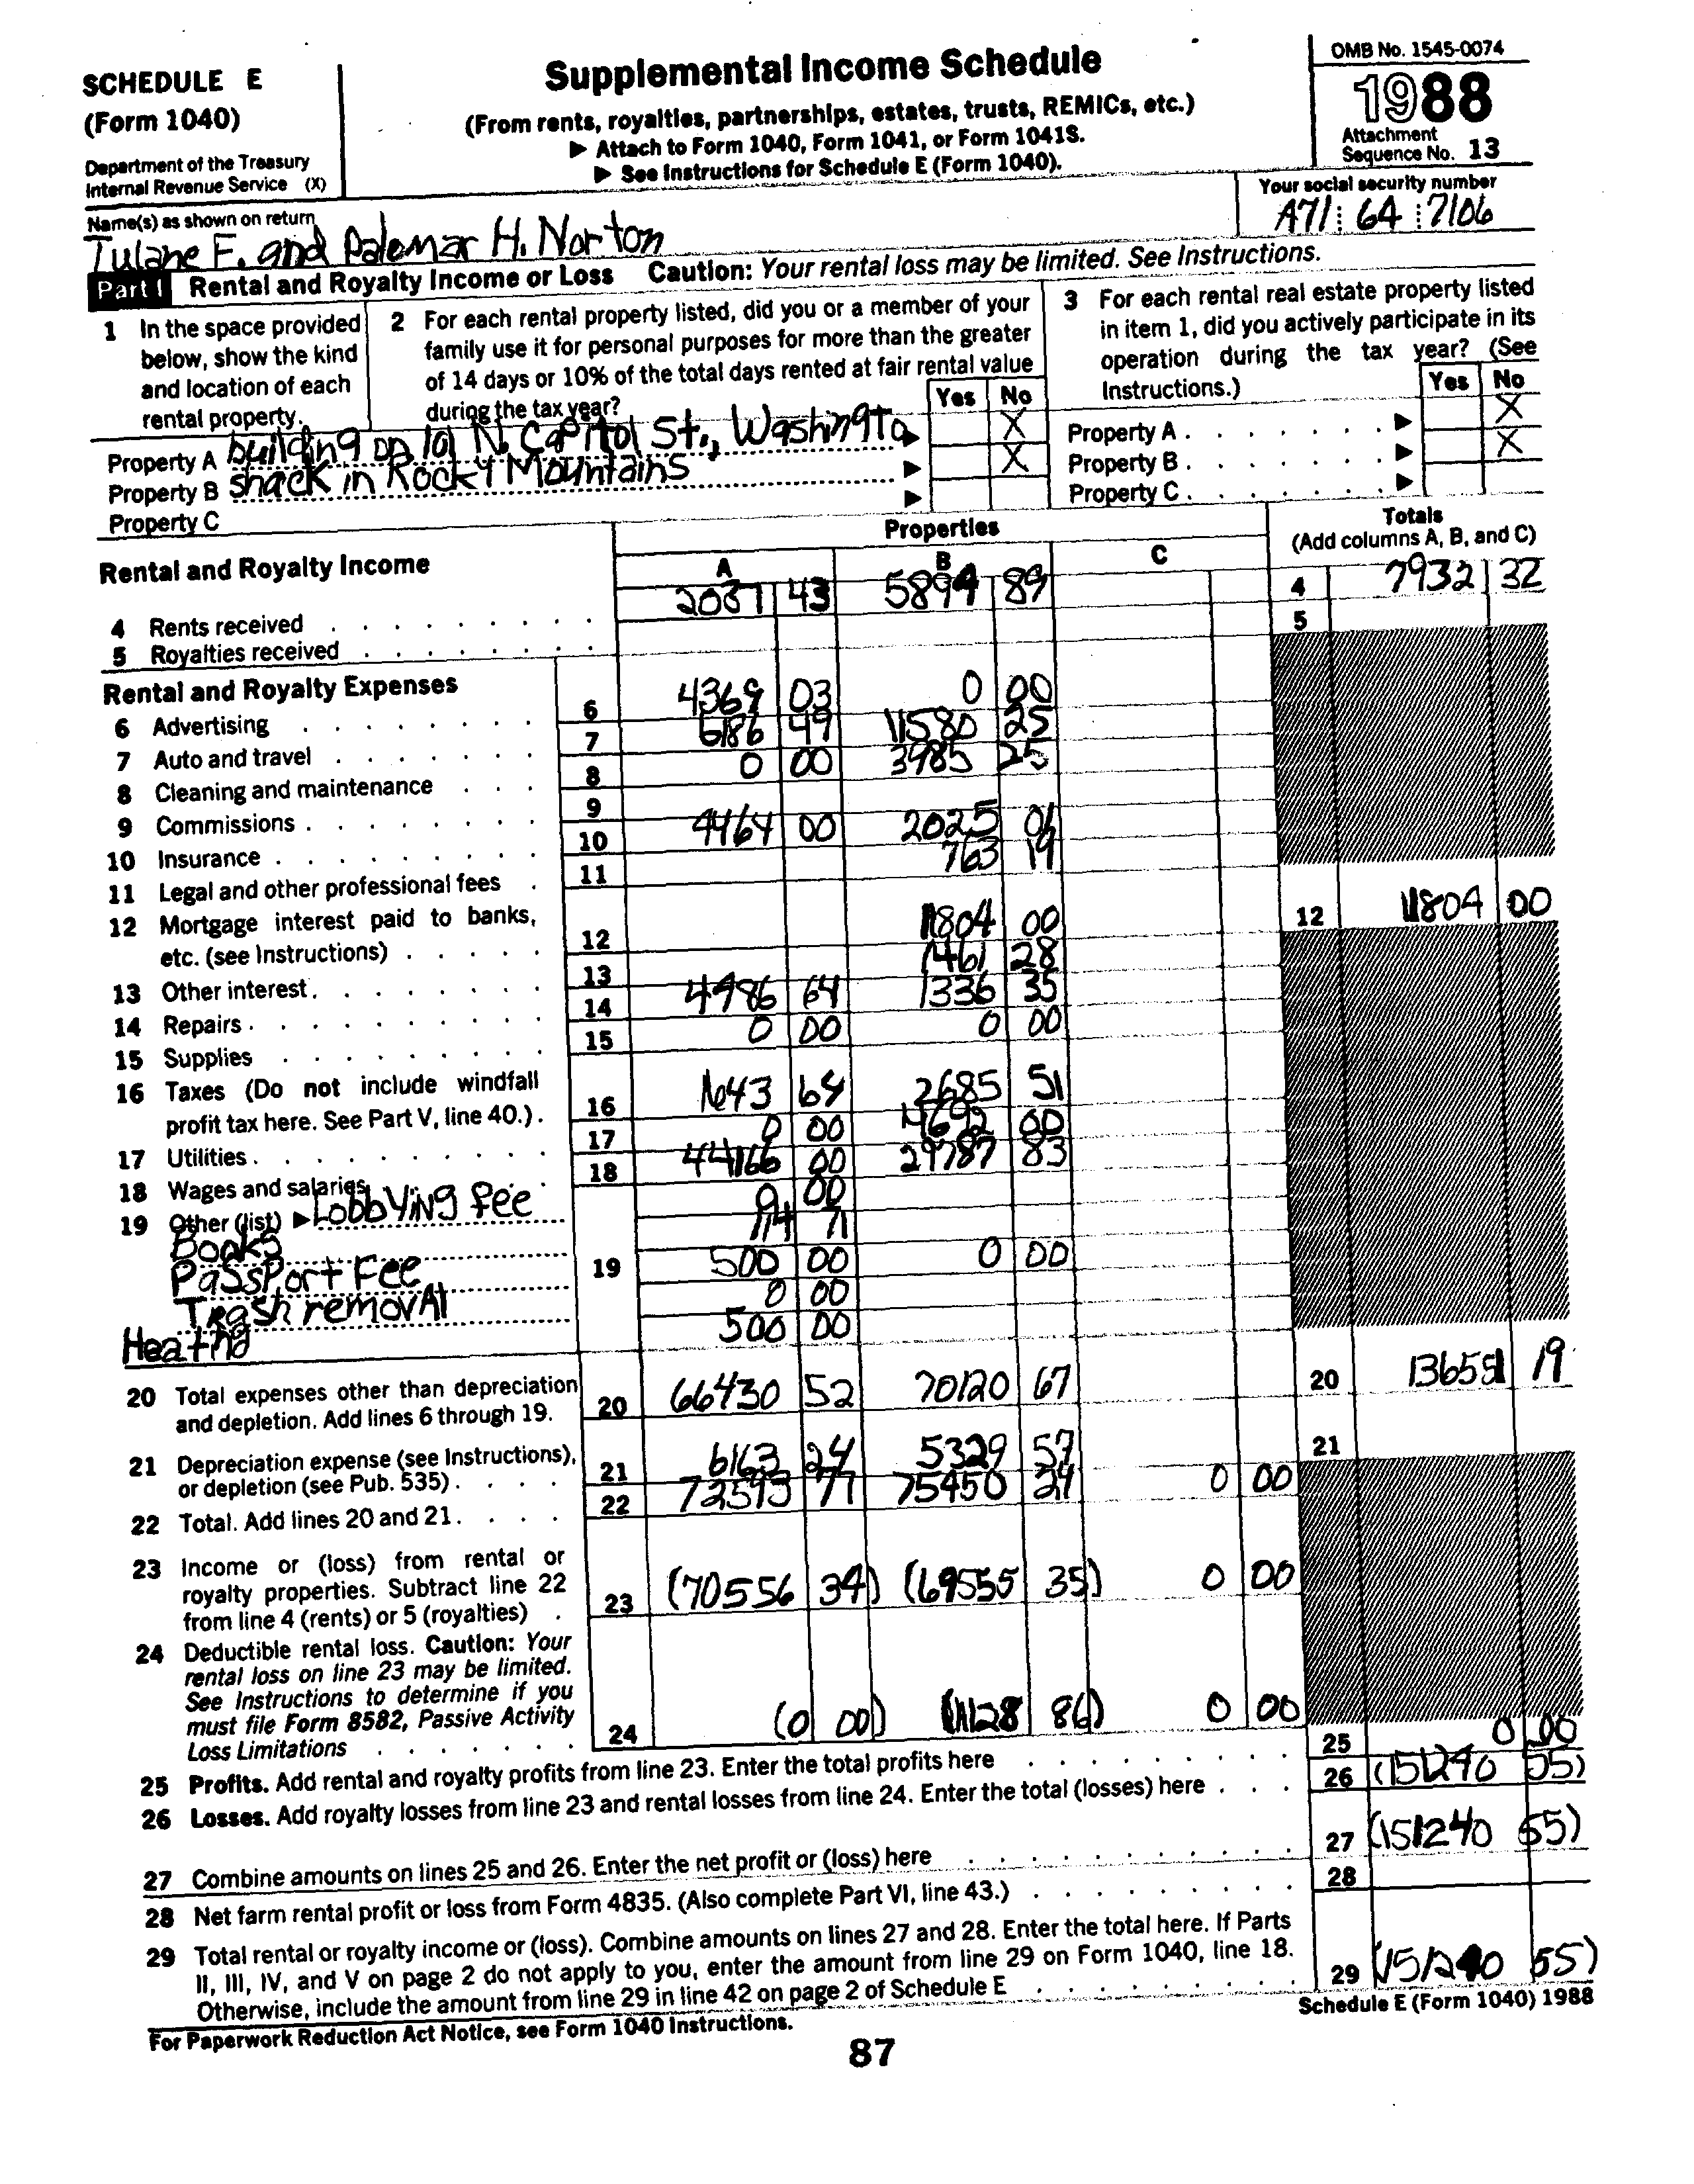 SCHEDULE E
(Form 1040)
Department of the Treasury
Internal Revenue Service (X)
Supplemental Income Schedule
(From rents, royalties, partnerships, estates, trusts, REMICs, etc.)
▶ Attach to Form 1040, Form 1041, or Form 1041S.
▶ See Instructions for Schedule E (Form 1040).
OMB No. 1545-0074
1988
Attachment
Sequence No. 13
Name(s) as shown on return
Tulane F. and Palomar H. Norton
Your social security number
A71 64 7106
Part I Rental and Royalty Income or Loss Caution: Your rental loss may be limited. See Instructions.
1 In the space provided
below, show the kind
and location of each
rental property.
2 For each rental property listed, did you or a member of your
family use it for personal purposes for more than the greater
of 14 days or 10% of the total days rented at fair rental value
during the tax year?
Yes No
3 For each rental real estate property listed
in item 1, did you actively participate in its
operation during the tax year? (See
Instructions.)
Yes No
Property A building on 101 N. Capitol St., Washingto ▶ X Property A ▶ X
Property B shack in Rocky Mountains ▶ X Property B ▶ X
Property C ▶ Property C ▶
Rental and Royalty Income
Properties
A B C
Totals
(Add columns A, B, and C)
4 Rents received 2037 43 5894 89 4 7932 32
5 Royalties received 5
Rental and Royalty Expenses
6 Advertising 6 4369 03 0 00
7 Auto and travel 7 6186 49 11580 25
8 Cleaning and maintenance 8 0 00 3985 25
9 Commissions 9
10 Insurance 10 4464 00 2025 06
11 Legal and other professional fees 11 763 19
12 Mortgage interest paid to banks,
etc. (see Instructions) 12 11804 00 12 11804 00
13 Other interest 13 1461 28
14 Repairs 14 4986 64 1336 35
15 Supplies 15 0 00 0 00
16 Taxes (Do not include windfall
profit tax here. See Part V, line 40.) 16 1643 64 2685 51
17 Utilities 17 0 00 4692 00
18 Wages and salaries 18 44166 00 29787 83
19 Other (list) ▶ Lobbying fee 0 00
Books 114 71
Passport Fee 19 500 00 0 00
Trash removAl 0 00
Heating 500 00
20 Total expenses other than depreciation
and depletion. Add lines 6 through 19. 20 66430 52 70120 67 20 136551 19
21 Depreciation expense (see Instructions),
or depletion (see Pub. 535) 21 6163 24 5329 57 21
22 Total. Add lines 20 and 21 22 72593 77 75450 24 0 00
23 Income or (loss) from rental or
royalty properties. Subtract line 22
from line 4 (rents) or 5 (royalties) 23 (70556 34) (69555 35) 0 00
24 Deductible rental loss. Caution: Your
rental loss on line 23 may be limited.
See Instructions to determine if you
must file Form 8582, Passive Activity
Loss Limitations 24 (0 00) (11128 86) 0 00
25 Profits. Add rental and royalty profits from line 23. Enter the total profits here 25 0 00
26 Losses. Add royalty losses from line 23 and rental losses from line 24. Enter the total (losses) here 26 (151240 55)
27 Combine amounts on lines 25 and 26. Enter the net profit or (loss) here 27 (151240 55)
28 Net farm rental profit or loss from Form 4835. (Also complete Part VI, line 43.) 28
29 Total rental or royalty income or (loss). Combine amounts on lines 27 and 28. Enter the total here. If Parts
II, III, IV, and V on page 2 do not apply to you, enter the amount from line 29 on Form 1040, line 18.
Otherwise, include the amount from line 29 in line 42 on page 2 of Schedule E 29 (151240 55)
For Paperwork Reduction Act Notice, see Form 1040 Instructions.
Schedule E (Form 1040) 1988
87